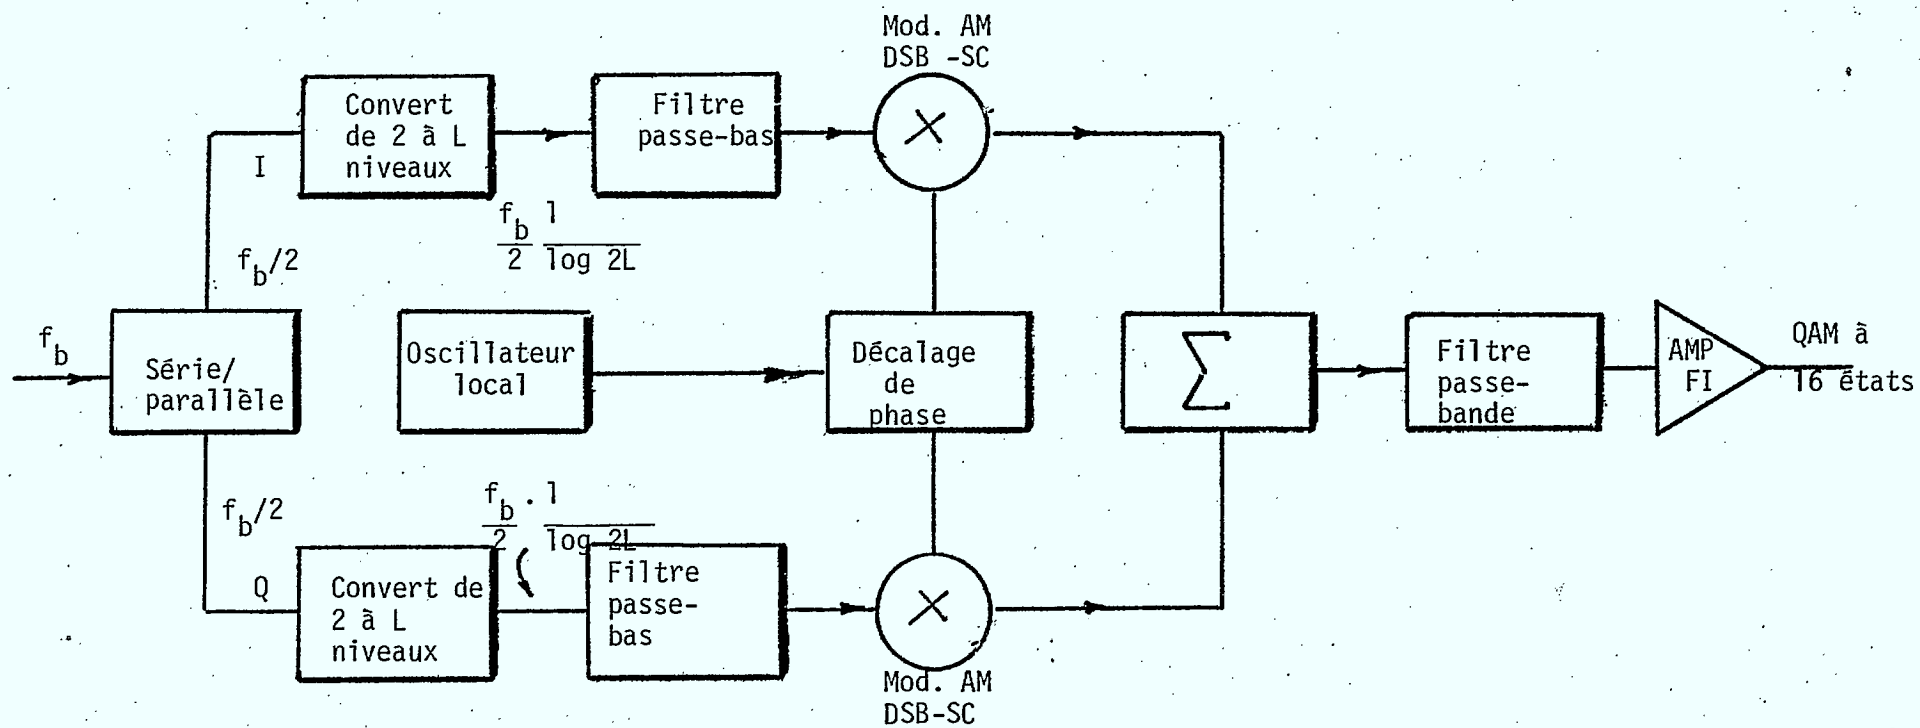 Mod. AM
DSB -SC
Convert
de 2 à L
niveaux
Filtre
passe-bas
I
f_b/2
f_b 1
2 log 2L
f_b
Série/
parallèle
Oscillateur
local
Décalage
de
phase
Σ
Filtre
passe-
bande
AMP
FI
QAM à
16 états
f_b/2
Q
f_b . 1
2 log 2L
Convert de
2 à L
niveaux
Filtre
passe-
bas
Mod. AM
DSB-SC